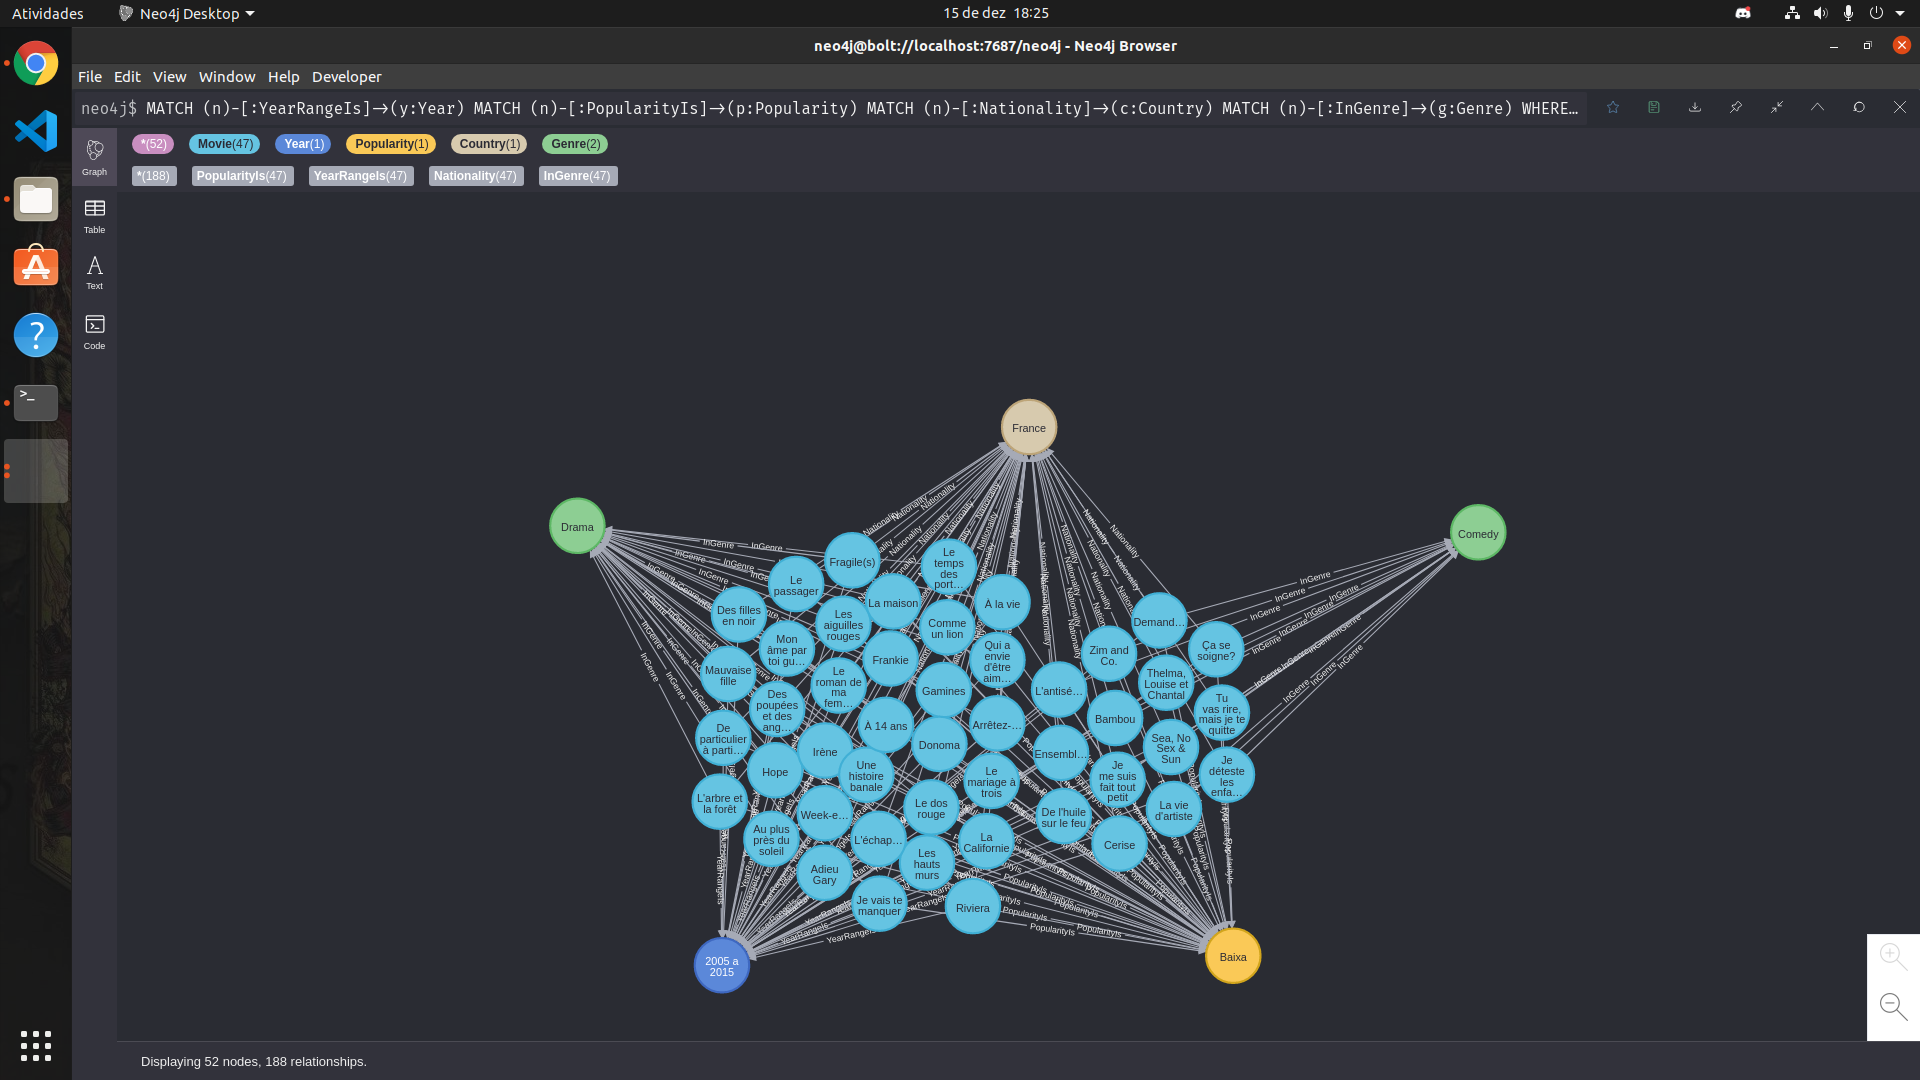 Atividades
Neo4j Desktop
15 de dez 18:25
neo4j@bolt://localhost:7687/neo4j - Neo4j Browser
File Edit View Window Help Developer
neo4j$ MATCH (n)-[:YearRangeIs]→(y:Year) MATCH (n)-[:PopularityIs]→(p:Popularity) MATCH (n)-[:Nationality]→(c:Country) MATCH (n)-[:InGenre]→(g:Genre) WHERE…
*(52) Movie(47) Year(1) Popularity(1) Country(1) Genre(2)
*(188) PopularityIs(47) YearRangeIs(47) Nationality(47) InGenre(47)
Graph
Table
Text
Code
France
Drama
Comedy
Fragile(s)
Le
temps
des
port…
Le
passager
La maison
À la vie
Des filles
en noir
Les
aiguilles
rouges
Comme
un lion
Demand…
Mon
âme par
toi gu…
Frankie
Qui a
envie
d'être
aim…
Zim and
Co.
Ça se
soigne?
Mauvaise
fille
Le
roman de
ma
fem…
Gamines
L'antisé…
Thelma,
Louise et
Chantal
Des
poupées
et des
ang…
À 14 ans
Arrêtez-…
Bambou
Tu
vas rire,
mais je te
quitte
De
particulier
à parti…
Irène
Donoma
Ensembl…
Sea, No
Sex &
Sun
Hope
Une
histoire
banale
Le
mariage à
trois
Je
me suis
fait tout
petit
Je
déteste
les
enfa…
L'arbre et
la forêt
Week-e…
Le dos
rouge
De l'huile
sur le feu
La vie
d'artiste
Au plus
près du
soleil
L'échap…
La
Californie
Cerise
Adieu
Gary
Les
hauts
murs
Je vais te
manquer
Riviera
2005 a
2015
Baixa
Nationality
Nationality
Nationality
Nationality
InGenre
InGenre
InGenre
InGenre
YearRangeIs
YearRangeIs
PopularityIs
PopularityIs
Displaying 52 nodes, 188 relationships.